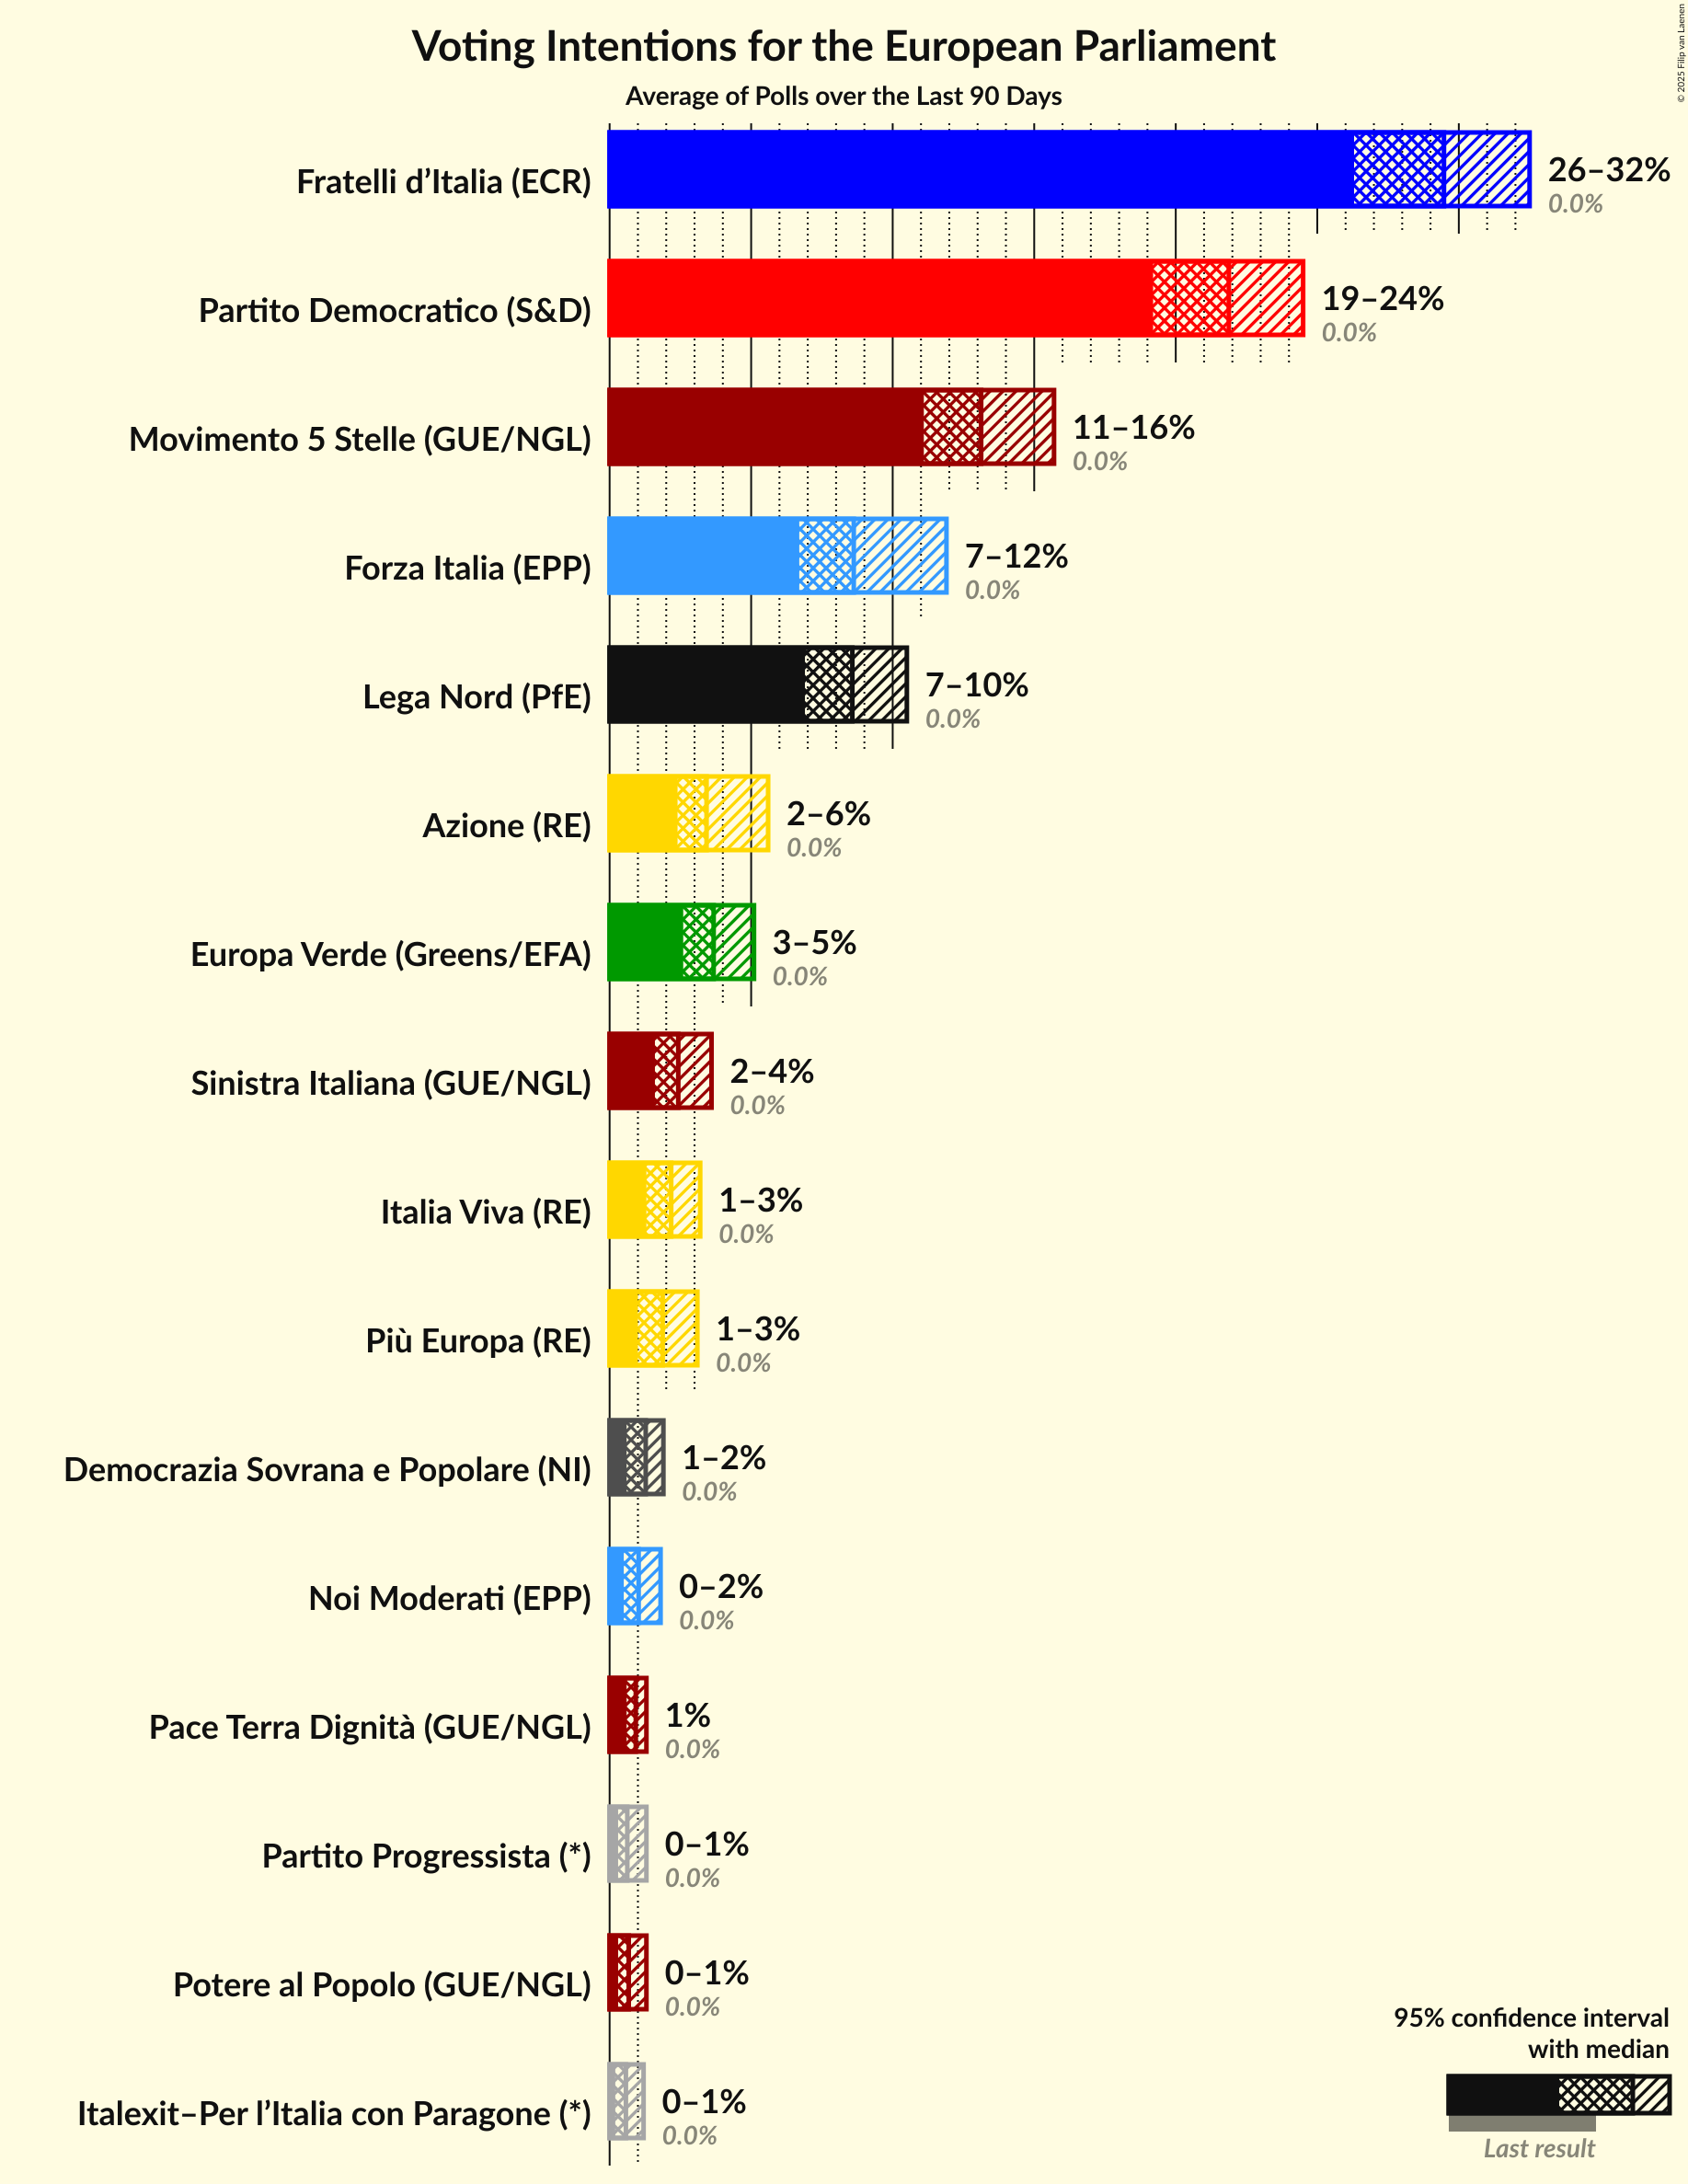 Voting Intentions for the European Parliament
Average of Polls over the Last 90 Days
© 2025 Filip van Laenen
Fratelli d’Italia (ECR)
26–32%
0.0%
Partito Democratico (S&D)
19–24%
0.0%
Movimento 5 Stelle (GUE/NGL)
11–16%
0.0%
Forza Italia (EPP)
7–12%
0.0%
Lega Nord (PfE)
7–10%
0.0%
Azione (RE)
2–6%
0.0%
Europa Verde (Greens/EFA)
3–5%
0.0%
Sinistra Italiana (GUE/NGL)
2–4%
0.0%
Italia Viva (RE)
1–3%
0.0%
Più Europa (RE)
1–3%
0.0%
Democrazia Sovrana e Popolare (NI)
1–2%
0.0%
Noi Moderati (EPP)
0–2%
0.0%
Pace Terra Dignità (GUE/NGL)
1%
0.0%
Partito Progressista (*)
0–1%
0.0%
Potere al Popolo (GUE/NGL)
0–1%
0.0%
Italexit–Per l’Italia con Paragone (*)
0–1%
0.0%
95% confidence interval
with median
Last result